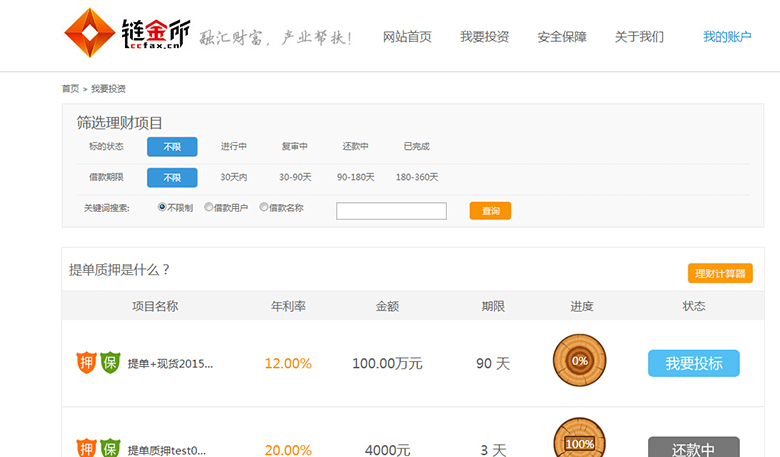 链金所
ccfax.cn
融汇财富，产业帮扶！
网站首页 我要投资 安全保障 关于我们 我的账户
首页 > 我要投资
筛选理财项目
标的状态 不限 进行中 复审中 还款中 已完成
借款期限 不限 30天内 30-90天 90-180天 180-360天
关键词搜索: 不限制 借款用户 借款名称 查询
提单质押是什么？
理财计算器
项目名称 年利率 金额 期限 进度 状态
押 保 提单+现货2015... 12.00% 100.00万元 90 天 0% 我要投标
押 保 提单质押test0... 20.00% 4000元 3 天 100% 还款中